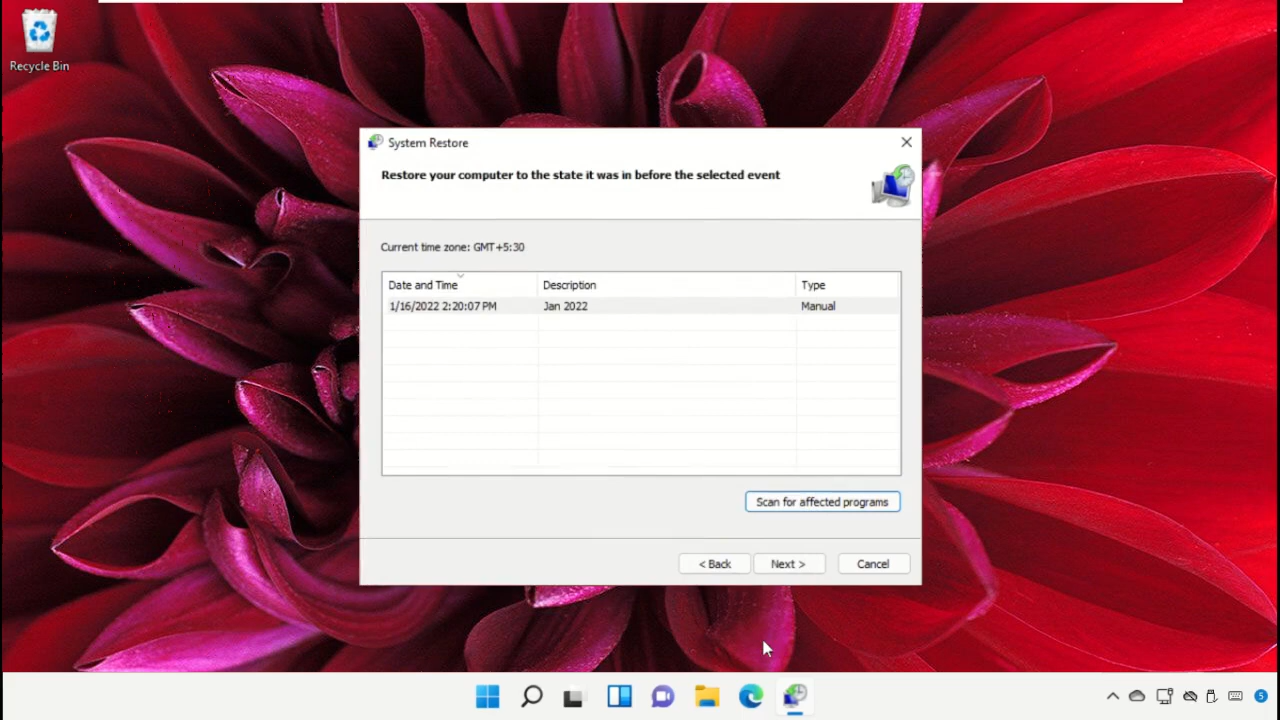 Recycle Bin
System Restore
Restore your computer to the state it was in before the selected event
Current time zone: GMT+5:30
Date and Time Description Type
1/16/2022 2:20:07 PM Jan 2022 Manual
Scan for affected programs
< Back Next > Cancel
5